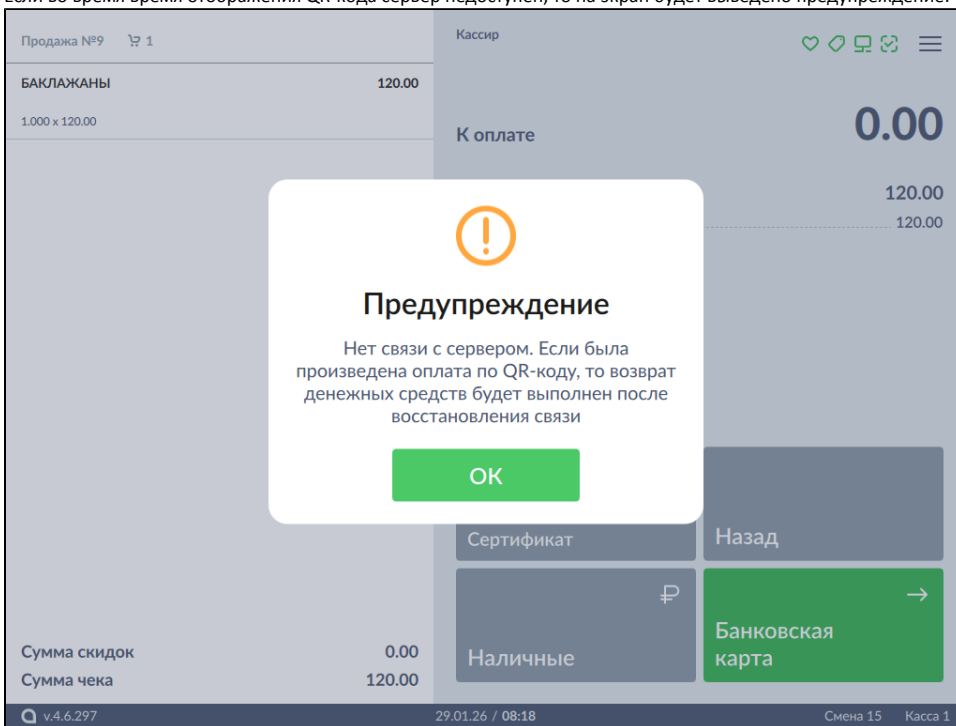 Если во время время отображения QR-кода сервер недоступен, то на экран будет выведено предупреждение.
Продажа №9 1
Кассир
БАКЛАЖАНЫ 120.00
1.000 x 120.00
К оплате 0.00
120.00
120.00
Предупреждение
Нет связи с сервером. Если была
произведена оплата по QR-коду, то возврат
денежных средств будет выполнен после
восстановления связи
ОК
Сертификат
Назад
₽
Наличные
Банковская
карта
Сумма скидок 0.00
Сумма чека 120.00
v.4.6.297
29.01.26 / 08:18
Смена 15 Касса 1